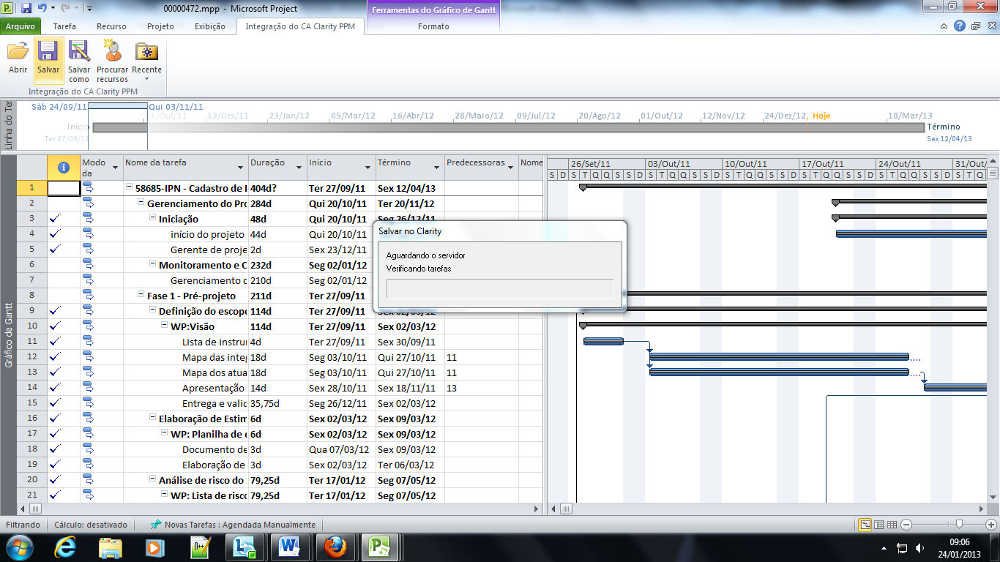 00000472.mpp - Microsoft Project
Ferramentas do Gráfico de Gantt
Arquivo Tarefa Recurso Projeto Exibição Integração do CA Clarity PPM Formato
Abrir Salvar Salvar como Procurar recursos Recente
Integração do CA Clarity PPM
Linha do Ter
Sáb 24/09/11 Qui 03/11/11
31/Out/11 12/Dez/11 23/Jan/12 05/Mar/12 16/Abr/12 28/Maio/12 09/Jul/12 20/Ago/12 01/Out/12 12/Nov/12 24/Dez/12 Hoje 18/Mar/13
Início Término
Ter 27/09/11 Sex 12/04/13
Gráfico de Gantt
Modo da Nome da tarefa Duração Início Término Predecessoras Nome
26/Set/11 03/Out/11 10/Out/11 17/Out/11 24/Out/11 31/Out/
S D S T Q Q S S D S T Q Q S S D S T Q Q S S D S T Q Q S S D S T Q Q S S D S T Q
1 58685-IPN - Cadastro de 404d? Ter 27/09/11 Sex 12/04/13
2 Gerenciamento do Pro 284d Qui 20/10/11 Ter 20/11/12
3 Iniciação 48d Qui 20/10/11 Seg 26/12/11
4 início do projeto 44d Qui 20/10/11
5 Gerente de proje 2d Sex 23/12/11
6 Monitoramento e C 232d Seg 02/01/12
7 Gerenciamento d 210d Seg 02/01/12
8 Fase 1 - Pré-projeto 211d Ter 27/09/11
9 Definição do escopo 114d Ter 27/09/11 Sex 02/03/12
10 WP:Visão 114d Ter 27/09/11 Sex 02/03/12
11 Lista de instru 4d Ter 27/09/11 Sex 30/09/11
12 Mapa das inte 18d Seg 03/10/11 Qui 27/10/11 11
13 Mapa dos atua 18d Seg 03/10/11 Qui 27/10/11 11
14 Apresentação 14d Sex 28/10/11 Sex 18/11/11 13
15 Entrega e valid 35,75d Seg 26/12/11 Sex 02/03/12
16 Elaboração de Estim 6d Sex 02/03/12 Sex 09/03/12
17 WP: Planilha de 6d Sex 02/03/12 Sex 09/03/12
18 Documento de 3d Qua 07/03/12 Sex 09/03/12
19 Elaboração de 3d Sex 02/03/12 Ter 06/03/12
20 Análise de risco do 79,25d Ter 17/01/12 Seg 07/05/12
21 WP: Lista de risco 79,25d Ter 17/01/12 Seg 07/05/12
Salvar no Clarity
Aguardando o servidor
Verificando tarefas
Filtrando Cálculo: desativado Novas Tarefas : Agendada Manualmente
09:06
24/01/2013